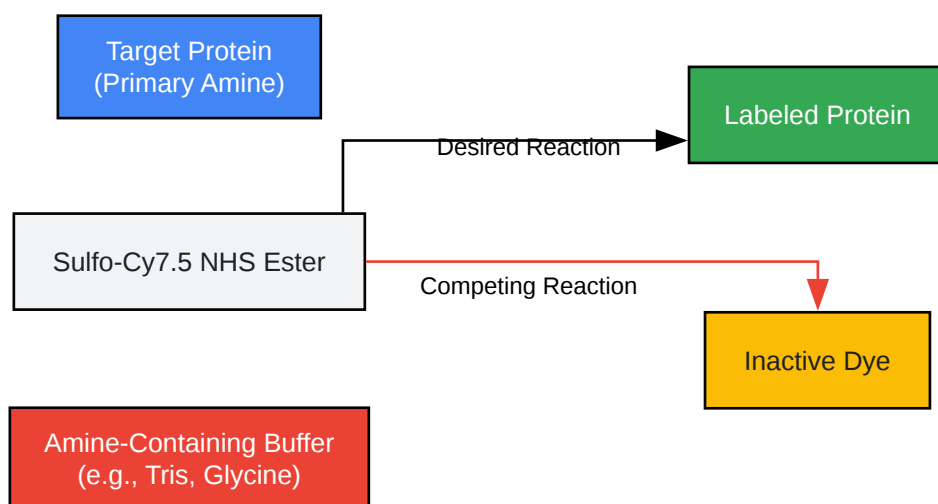 Target Protein
(Primary Amine)
Labeled Protein
Desired Reaction
Sulfo-Cy7.5 NHS Ester
Competing Reaction
Inactive Dye
Amine-Containing Buffer
(e.g., Tris, Glycine)